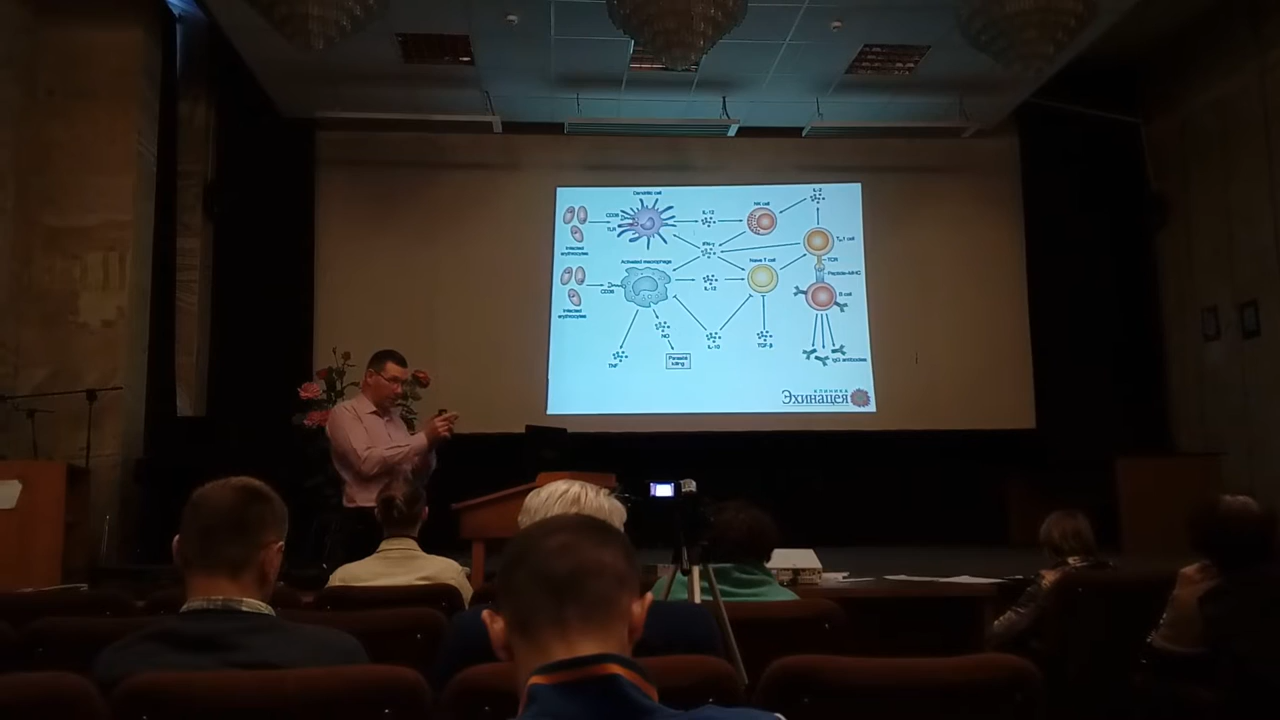 Dendritic cell
IL-2
CD36
IL-12
NK cell
TLR
IFN-γ
T cell
Infected
erythrocytes
Activated macrophage
Naive T cell
TCR
Peptide-MHC
CD36
IL-12
B cell
Infected
erythrocytes
NO
IL-10
TGF-β
TNF
Parasite
killing
IgG antibodies
КЛИНИКА
Эхинацея